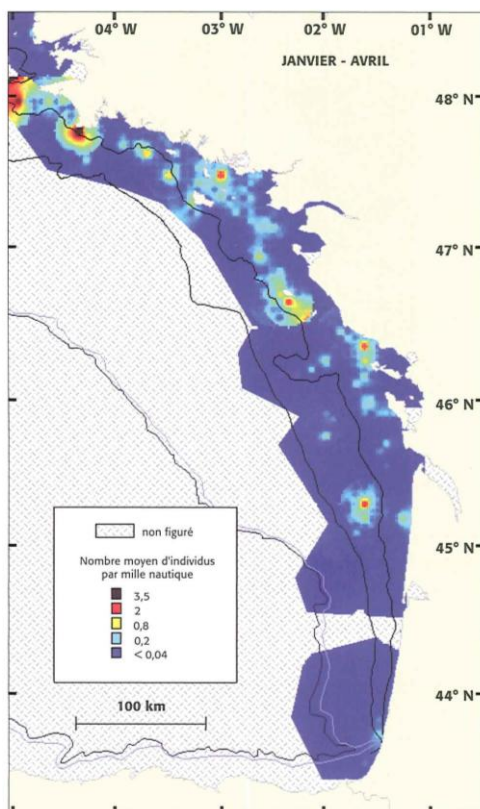 04° W 03° W 02° W 01° W
JANVIER - AVRIL
48° N
47° N
46° N
45° N
44° N
non figuré
Nombre moyen d'individus
par mille nautique
3,5
2
0,8
0,2
< 0,04
100 km